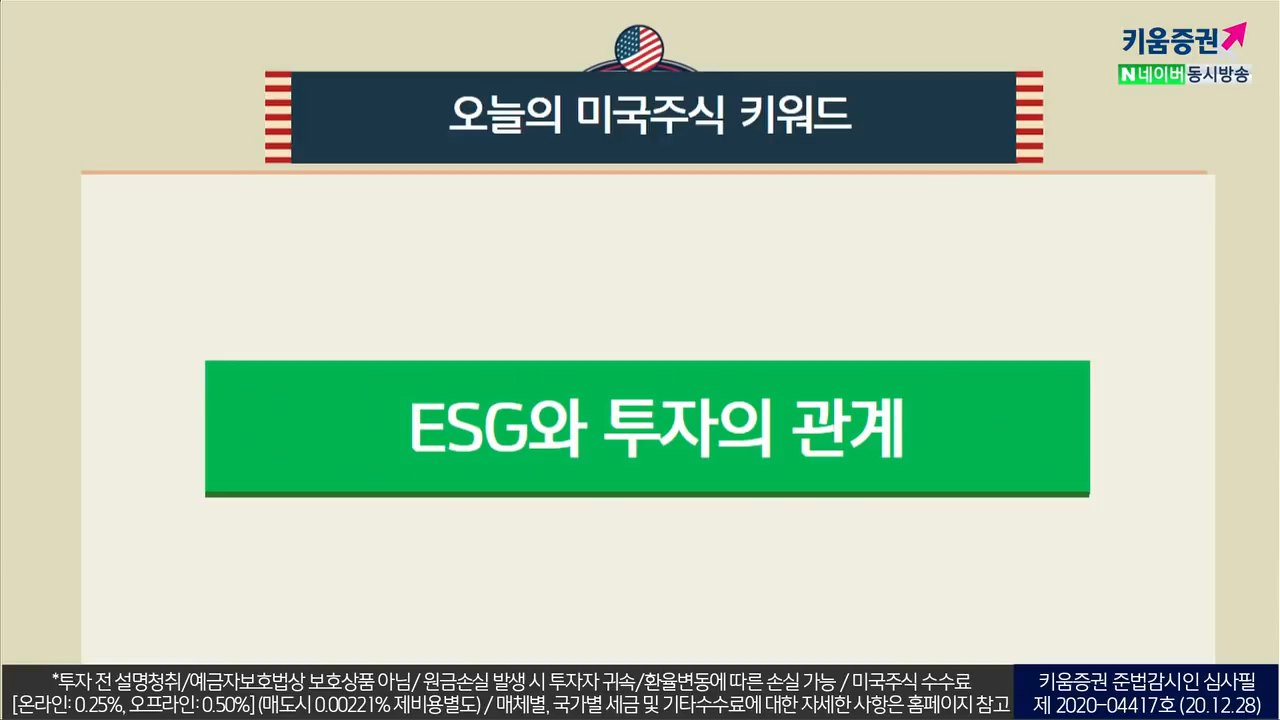 키움증권
N 네이버 동시방송
오늘의 미국주식 키워드
ESG와 투자의 관계
*투자 전 설명청취/예금자보호법상 보호상품 아님/ 원금손실 발생 시 투자자 귀속/환율변동에 따른 손실 가능 / 미국주식 수수료
[온라인: 0.25%, 오프라인: 0.50%] (매도시 0.00221% 제비용별도) / 매체별, 국가별 세금 및 기타수수료에 대한 자세한 사항은 홈페이지 참고
키움증권 준법감시인 심사필
제 2020-04417호 (20.12.28)